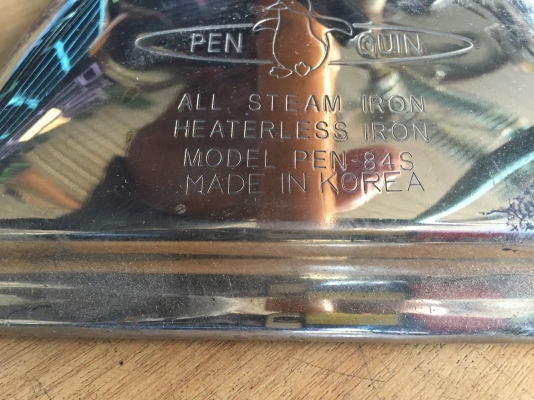 PEN GUIN
ALL STEAM IRON
HEATERLESS IRON
MODEL PEN-84S
MADE IN KOREA